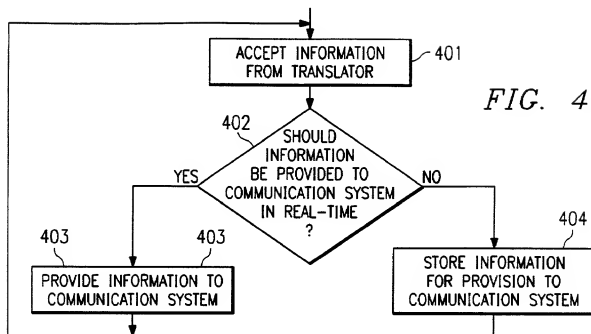 ACCEPT INFORMATION
FROM TRANSLATOR
401
FIG. 4
402
SHOULD
INFORMATION
BE PROVIDED TO
COMMUNICATION SYSTEM
IN REAL-TIME
?
YES
NO
403
403
PROVIDE INFORMATION TO
COMMUNICATION SYSTEM
404
STORE INFORMATION
FOR PROVISION TO
COMMUNICATION SYSTEM